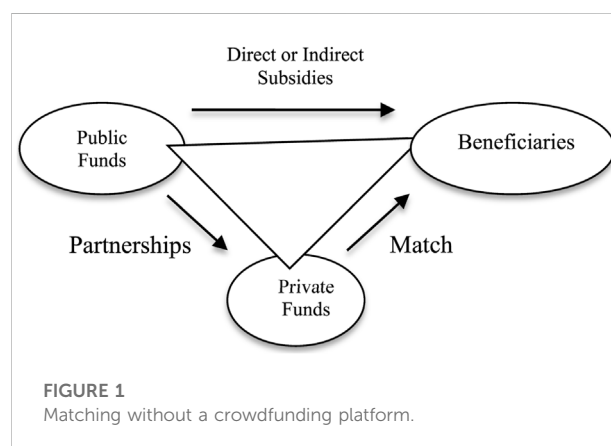 Direct or Indirect
Subsidies
Public
Funds
Beneficiaries
Partnerships
Match
Private
Funds
FIGURE 1
Matching without a crowdfunding platform.